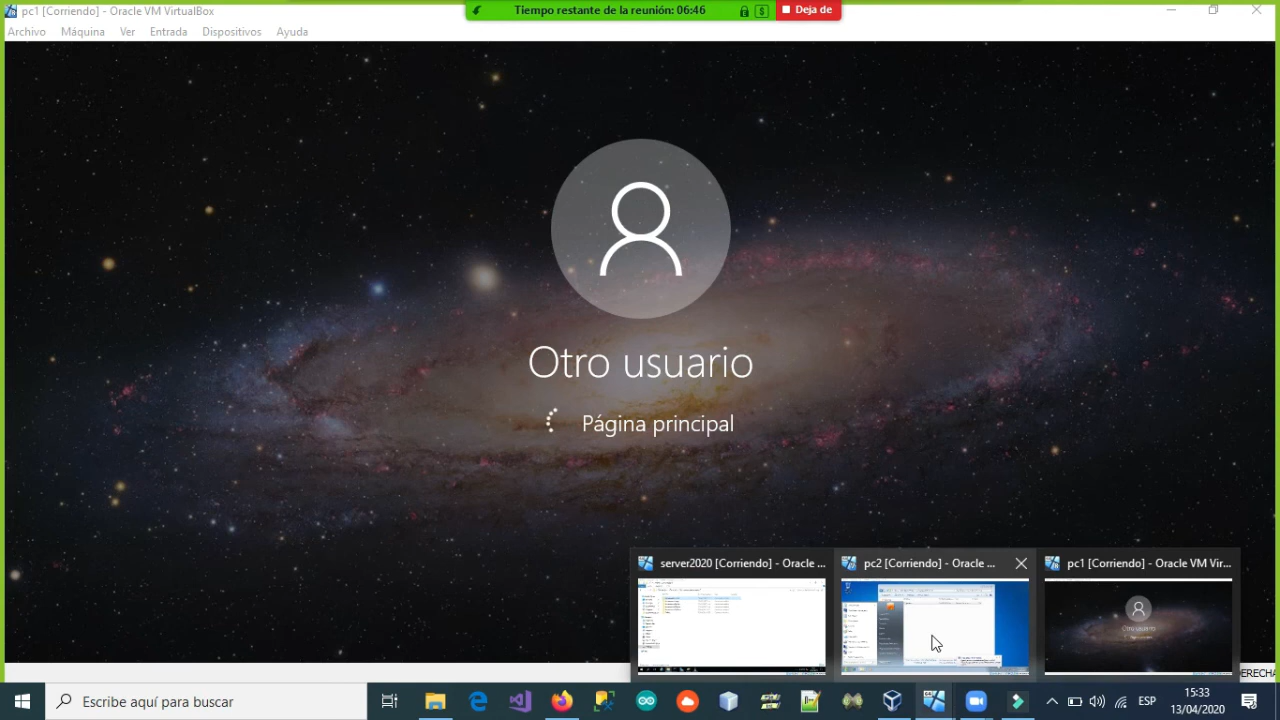 pc1 [Corriendo] - Oracle VM VirtualBox
Tiempo restante de la reunión: 06:46
Deja de
Archivo Máquina Ver Entrada Dispositivos Ayuda
Otro usuario
Página principal
server2020 [Corriendo] - Oracle ...
pc2 [Corriendo] - Oracle ...
pc1 [Corriendo] - Oracle VM Vir...
Otro usuario
Escribe aquí para buscar
ESP
15:33
13/04/2020